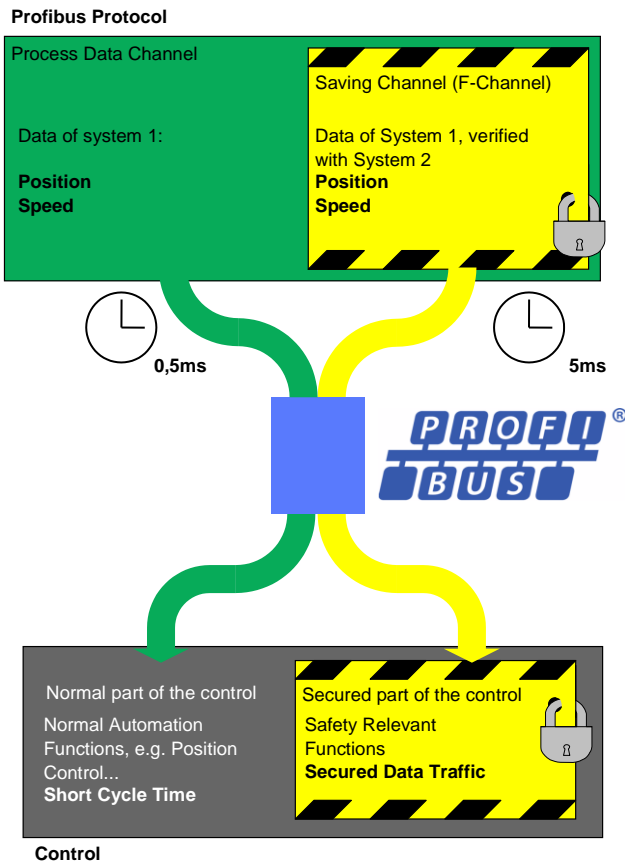 Profibus Protocol
Process Data Channel
Saving Channel (F-Channel)
Data of system 1:
Position
Speed
Data of System 1, verified
with System 2
Position
Speed
0,5ms
5ms
PROFI
BUS
®
Normal part of the control
Normal Automation
Functions, e.g. Position
Control...
Short Cycle Time
Secured part of the control
Safety Relevant
Functions
Secured Data Traffic
Control